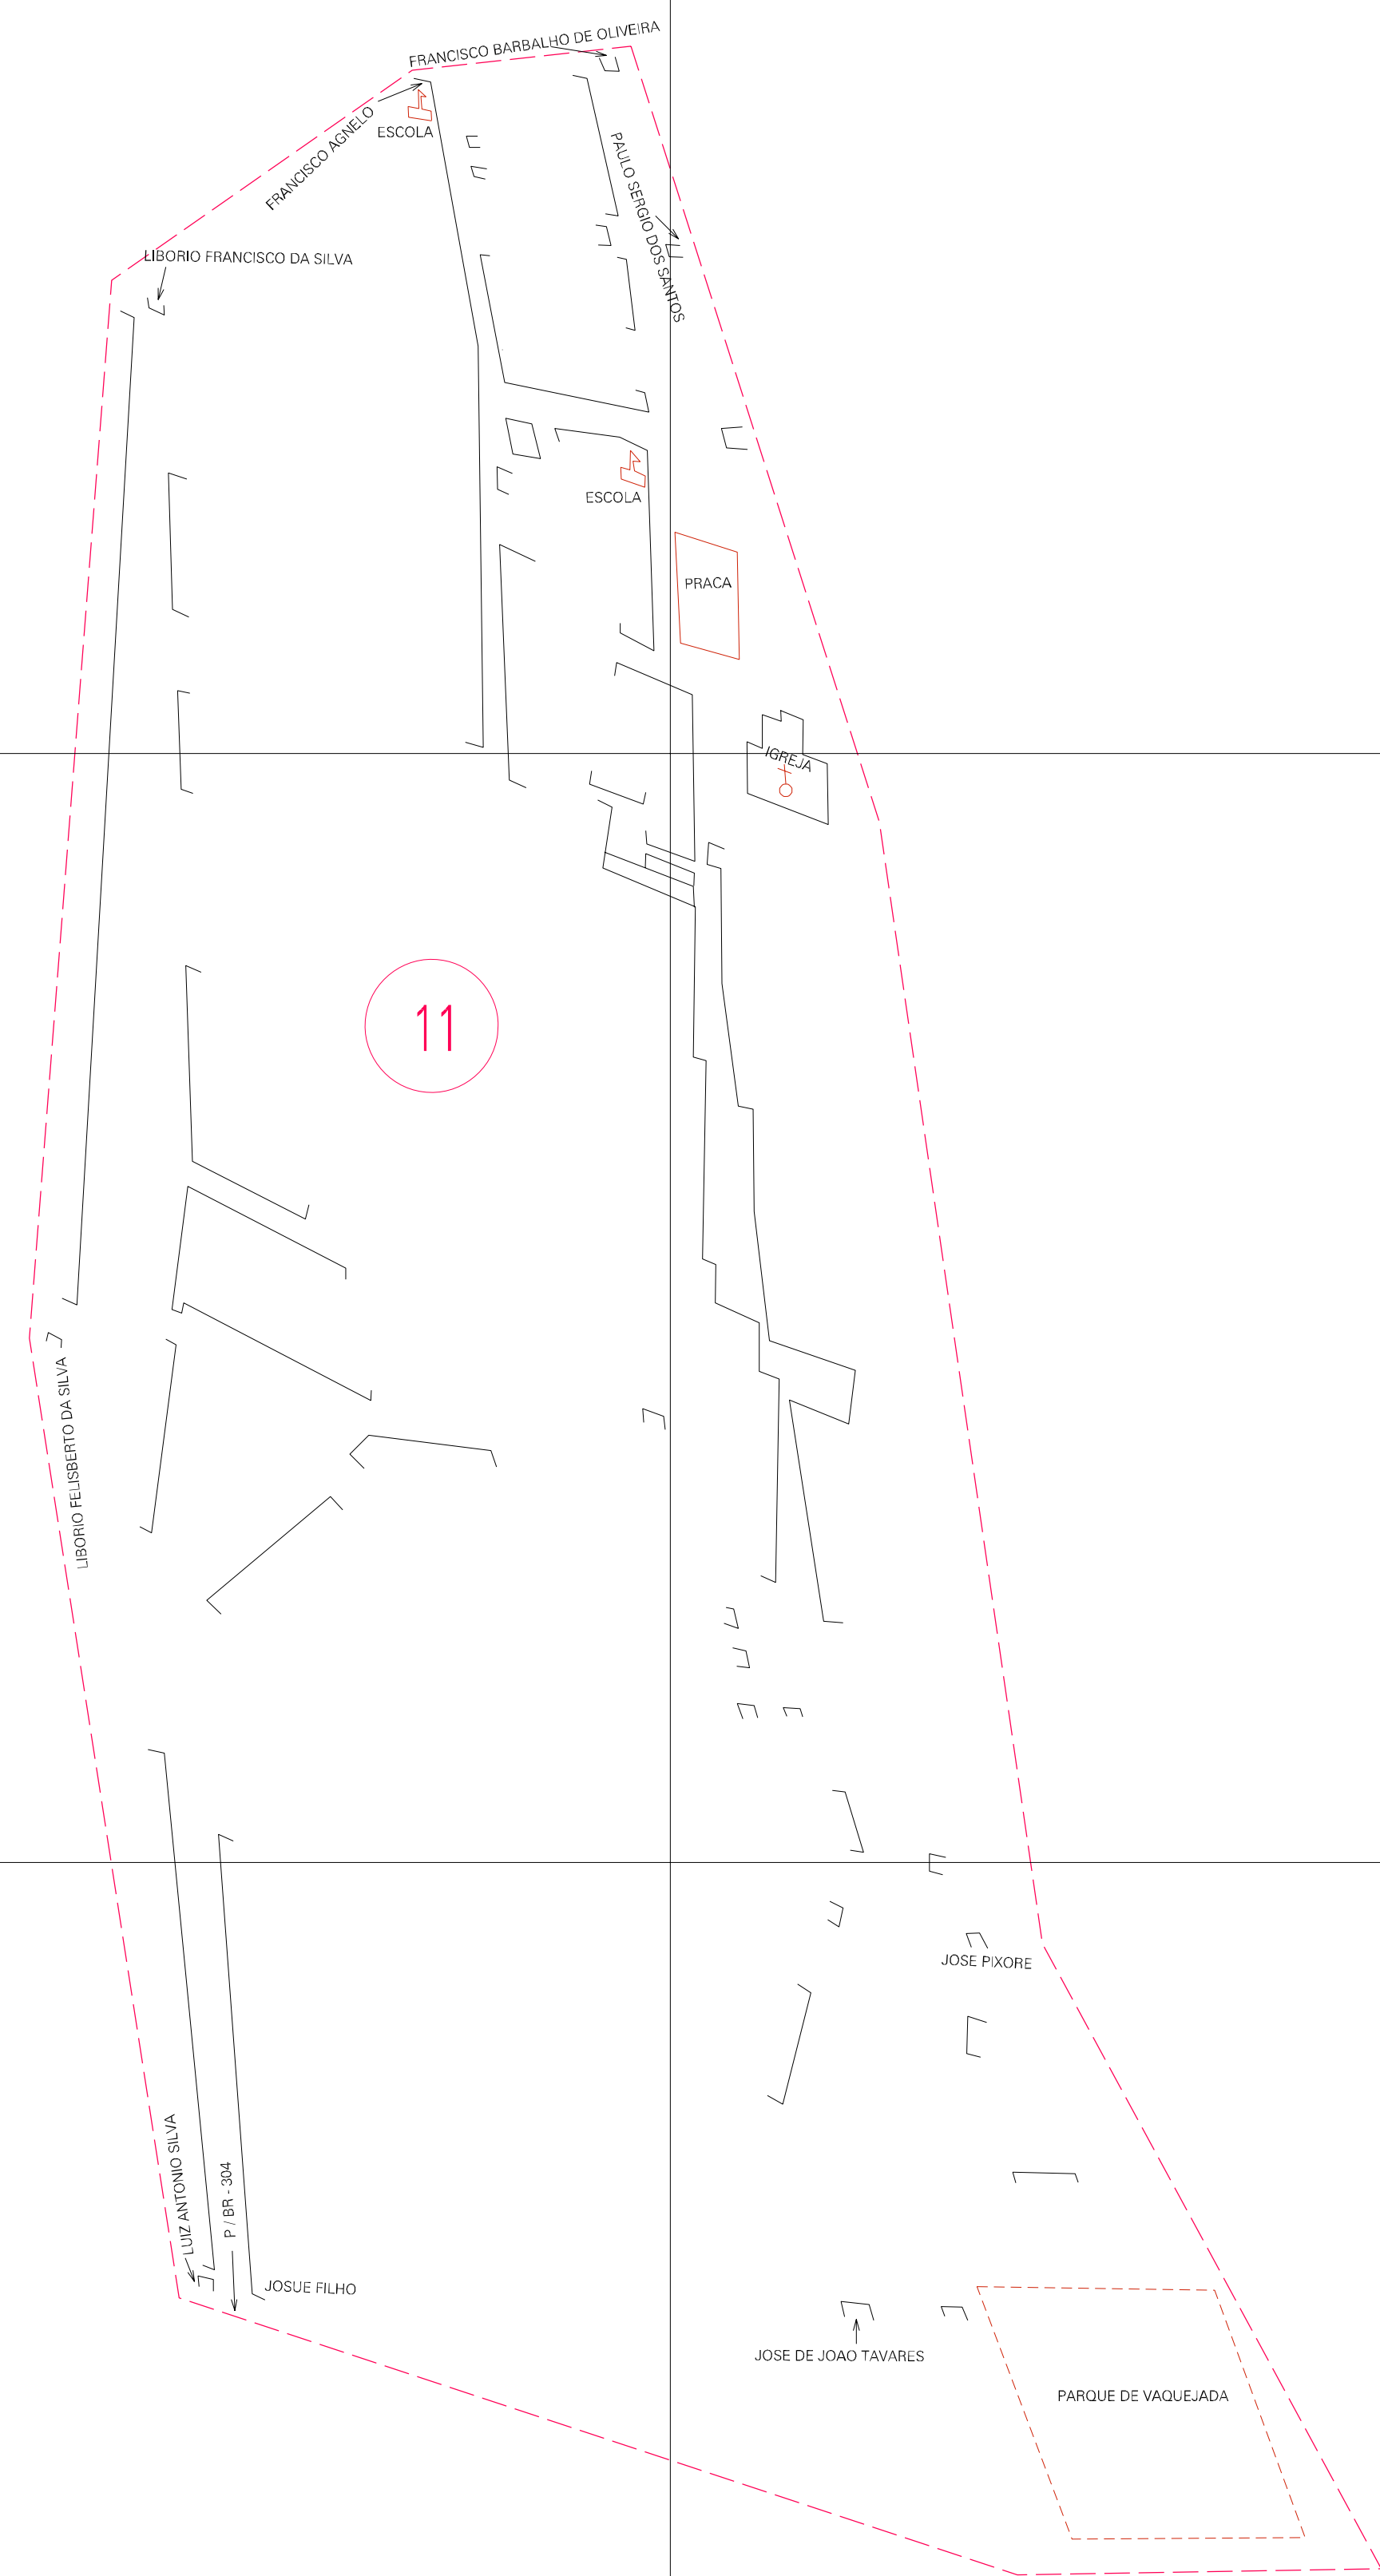 FRANCISCO BARBALHO DE OLIVEIRA
FRANCISCO AGNELO
ESCOLA
PAULO SERGIO DOS SANTOS
LIBORIO FRANCISCO DA SILVA
ESCOLA
PRACA
IGREJA
11
LIBORIO FELISBERTO DA SILVA
JOSE PIXORE
LUIZ ANTONIO SILVA
P / BR - 304
JOSUE FILHO
JOSE DE JOAO TAVARES
PARQUE DE VAQUEJADA